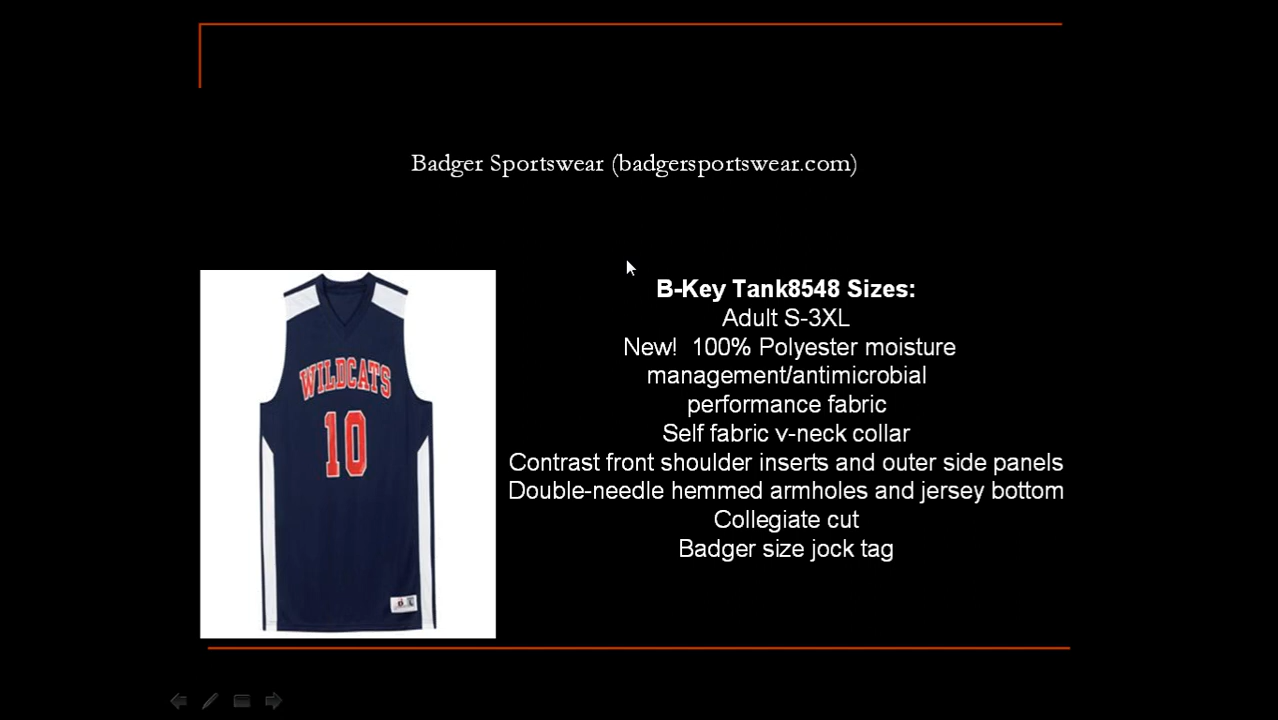 Badger Sportswear (badgersportswear.com)
WILDCATS
10
B-Key Tank8548 Sizes:
Adult S-3XL
New!  100% Polyester moisture
management/antimicrobial
performance fabric
Self fabric v-neck collar
Contrast front shoulder inserts and outer side panels
Double-needle hemmed armholes and jersey bottom
Collegiate cut
Badger size jock tag